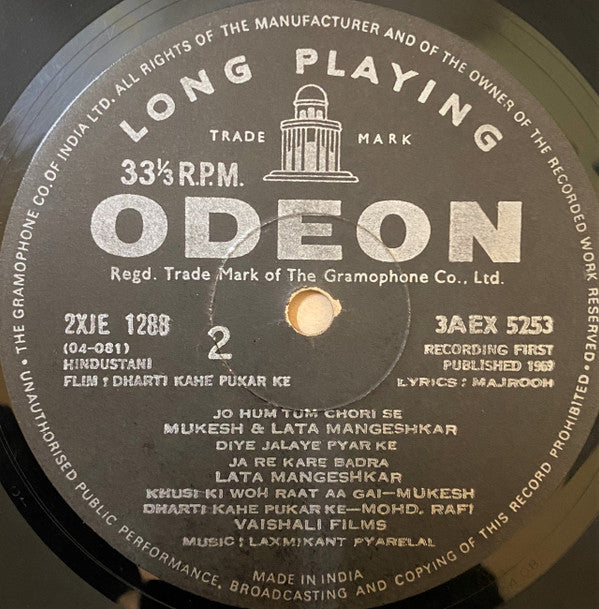 THE GRAMOPHONE CO. OF INDIA LTD. ALL RIGHTS OF THE MANUFACTURER AND OF THE OWNER OF THE RECORDED WORK RESERVED •
UNAUTHORISED PUBLIC PERFORMANCE, BROADCASTING AND COPYING OF THIS RECORD PROHIBITED •
LONG PLAYING
TRADE MARK
33⅓ R.P.M.
ODEON
Regd. Trade Mark of The Gramophone Co., Ltd.
2XJE 1288 2 3AEX 5253
(04-081) RECORDING FIRST
HINDUSTANI PUBLISHED 1969
FLIM : DHARTI KAHE PUKAR KE LYRICS : MAJROOH
JO HUM TUM CHORI SE
MUKESH & LATA MANGESHKAR
DIYE JALAYE PYAR KE
JA RE KARE BADRA
LATA MANGESHKAR
KHUSI KI WOH RAAT AA GAI—MUKESH
DHARTI KAHE PUKAR KE—MOHD. RAFI
VAISHALI FILMS
MUSIC : LAXMIKANT PYARELAL
MADE IN INDIA